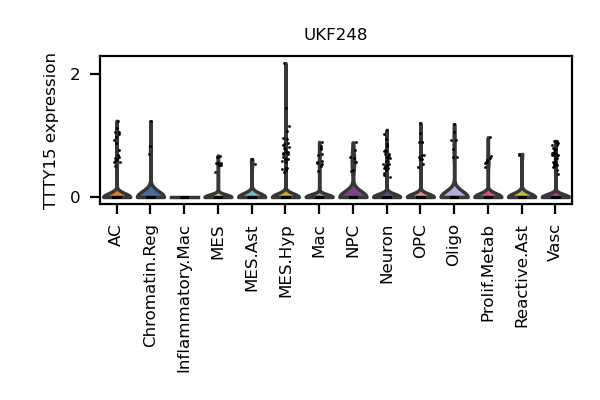 UKF248
TTTY15 expression
2
0
AC
Chromatin.Reg
Inflammatory.Mac
MES
MES.Ast
MES.Hyp
Mac
NPC
Neuron
OPC
Oligo
Prolif.Metab
Reactive.Ast
Vasc